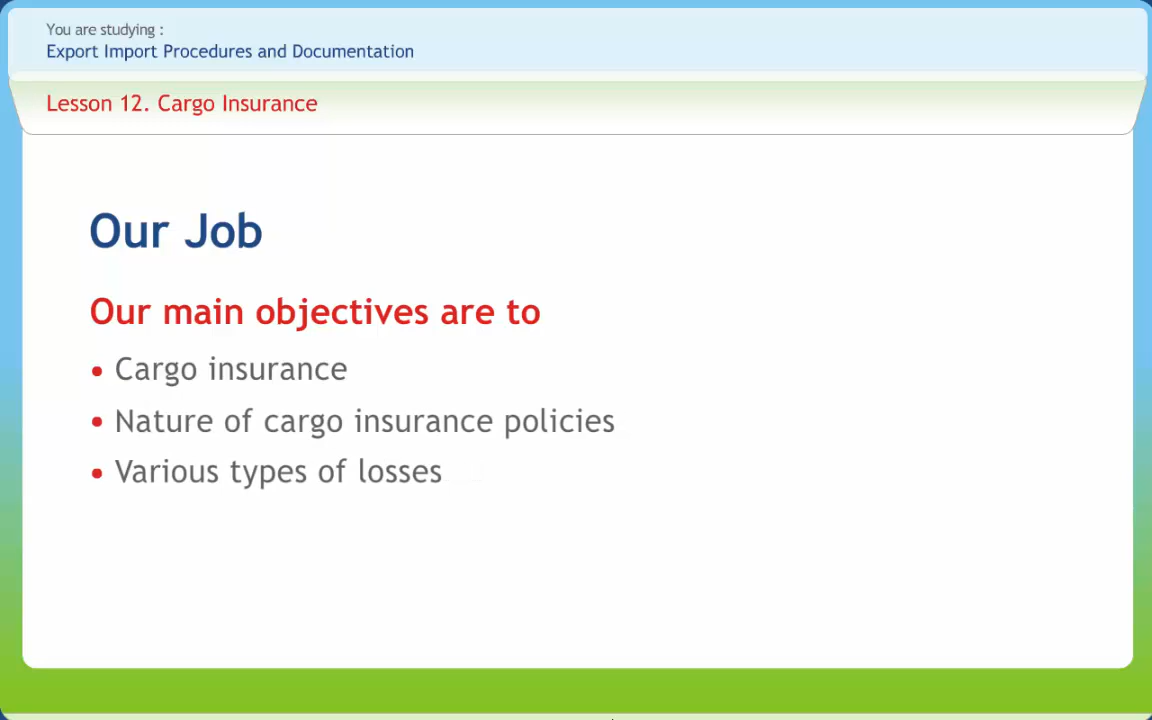 You are studying :
Export Import Procedures and Documentation
Lesson 12. Cargo Insurance
Our Job
Our main objectives are to
• Cargo insurance
• Nature of cargo insurance policies
• Various types of losses